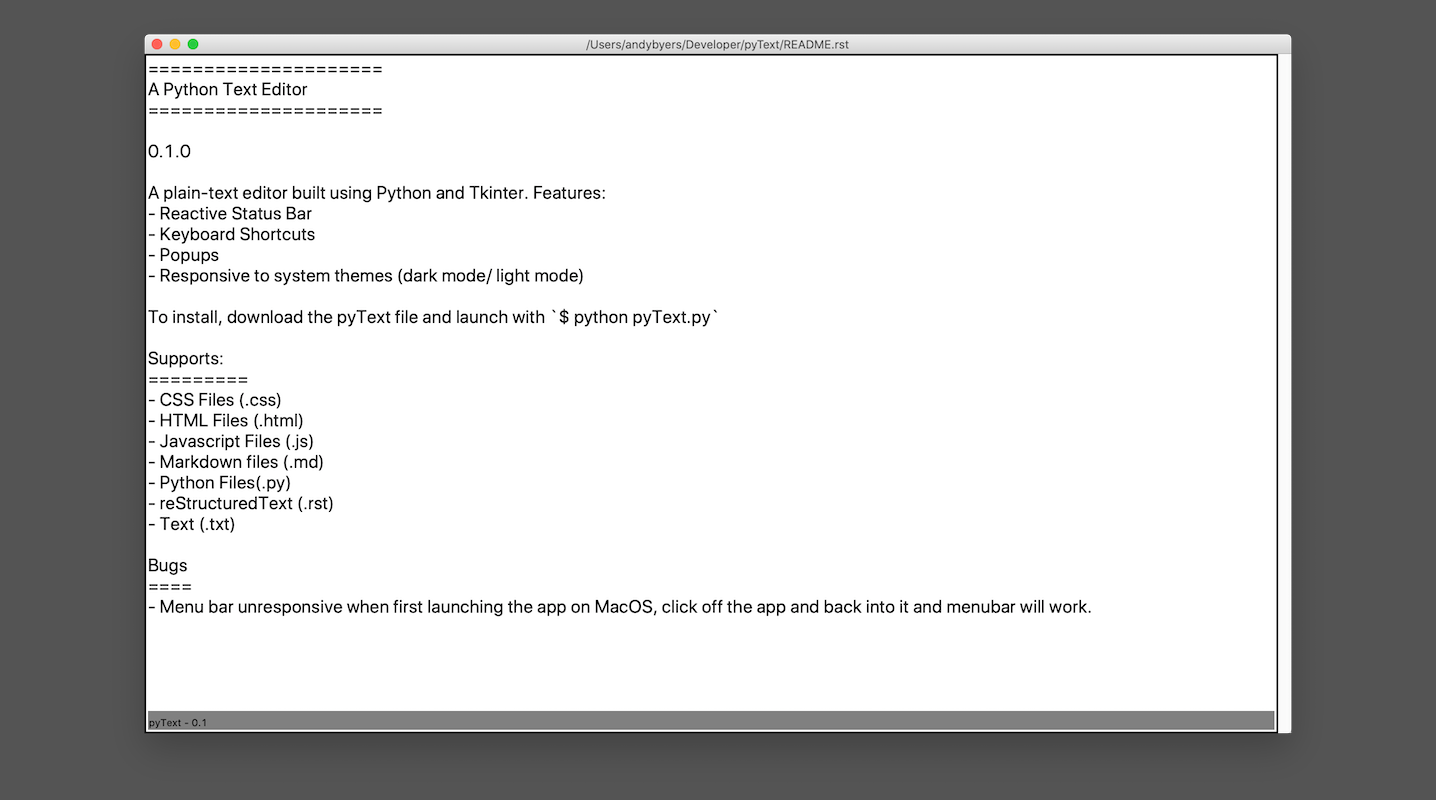 /Users/andybyers/Developer/pyText/README.rst
=====================
A Python Text Editor
=====================
0.1.0
A plain-text editor built using Python and Tkinter. Features:
- Reactive Status Bar
- Keyboard Shortcuts
- Popups
- Responsive to system themes (dark mode/ light mode)
To install, download the pyText file and launch with `$ python pyText.py`
Supports:
=========
- CSS Files (.css)
- HTML Files (.html)
- Javascript Files (.js)
- Markdown files (.md)
- Python Files(.py)
- reStructuredText (.rst)
- Text (.txt)
Bugs
====
- Menu bar unresponsive when first launching the app on MacOS, click off the app and back into it and menubar will work.
pyText - 0.1